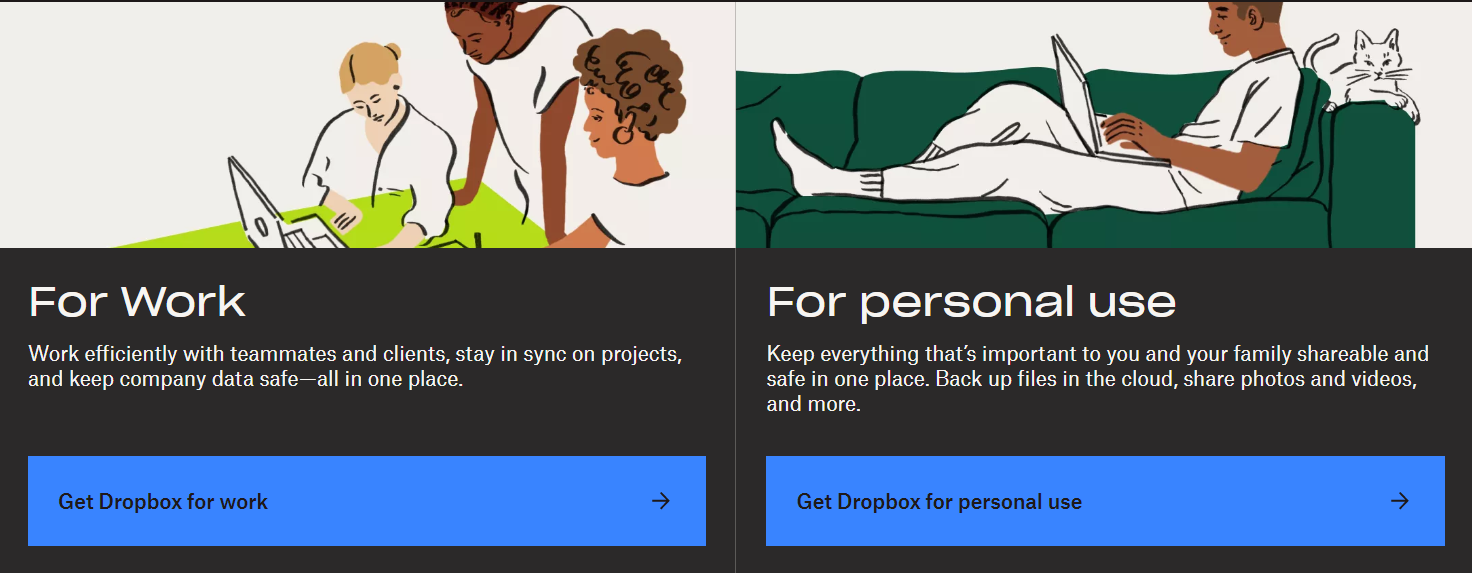 For Work
Work efficiently with teammates and clients, stay in sync on projects,
and keep company data safe—all in one place.
Get Dropbox for work
For personal use
Keep everything that’s important to you and your family shareable and
safe in one place. Back up files in the cloud, share photos and videos,
and more.
Get Dropbox for personal use